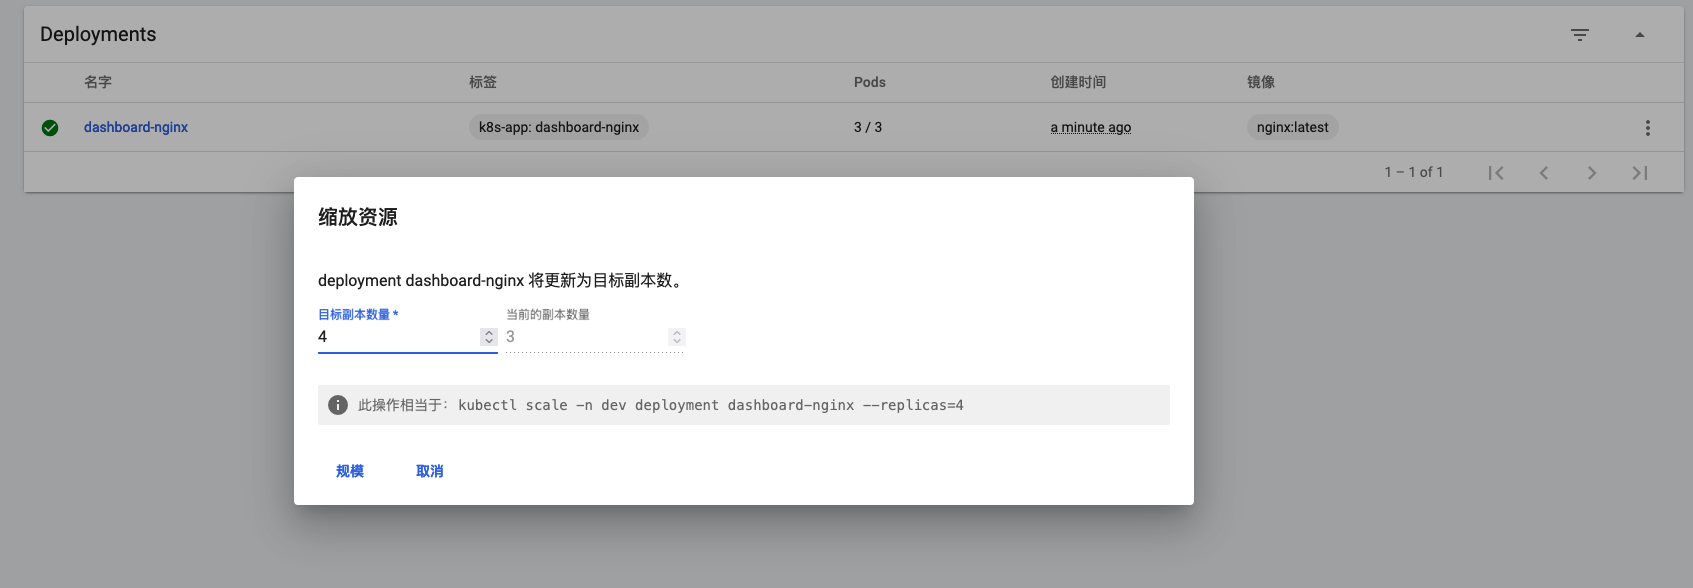 Deployments
名字 标签 Pods 创建时间 镜像
dashboard-nginx k8s-app: dashboard-nginx 3 / 3 a minute ago nginx:latest
1 – 1 of 1
缩放资源
deployment dashboard-nginx 将更新为目标副本数。
目标副本数量 * 当前的副本数量
4 3
此操作相当于: kubectl scale -n dev deployment dashboard-nginx --replicas=4
规模 取消